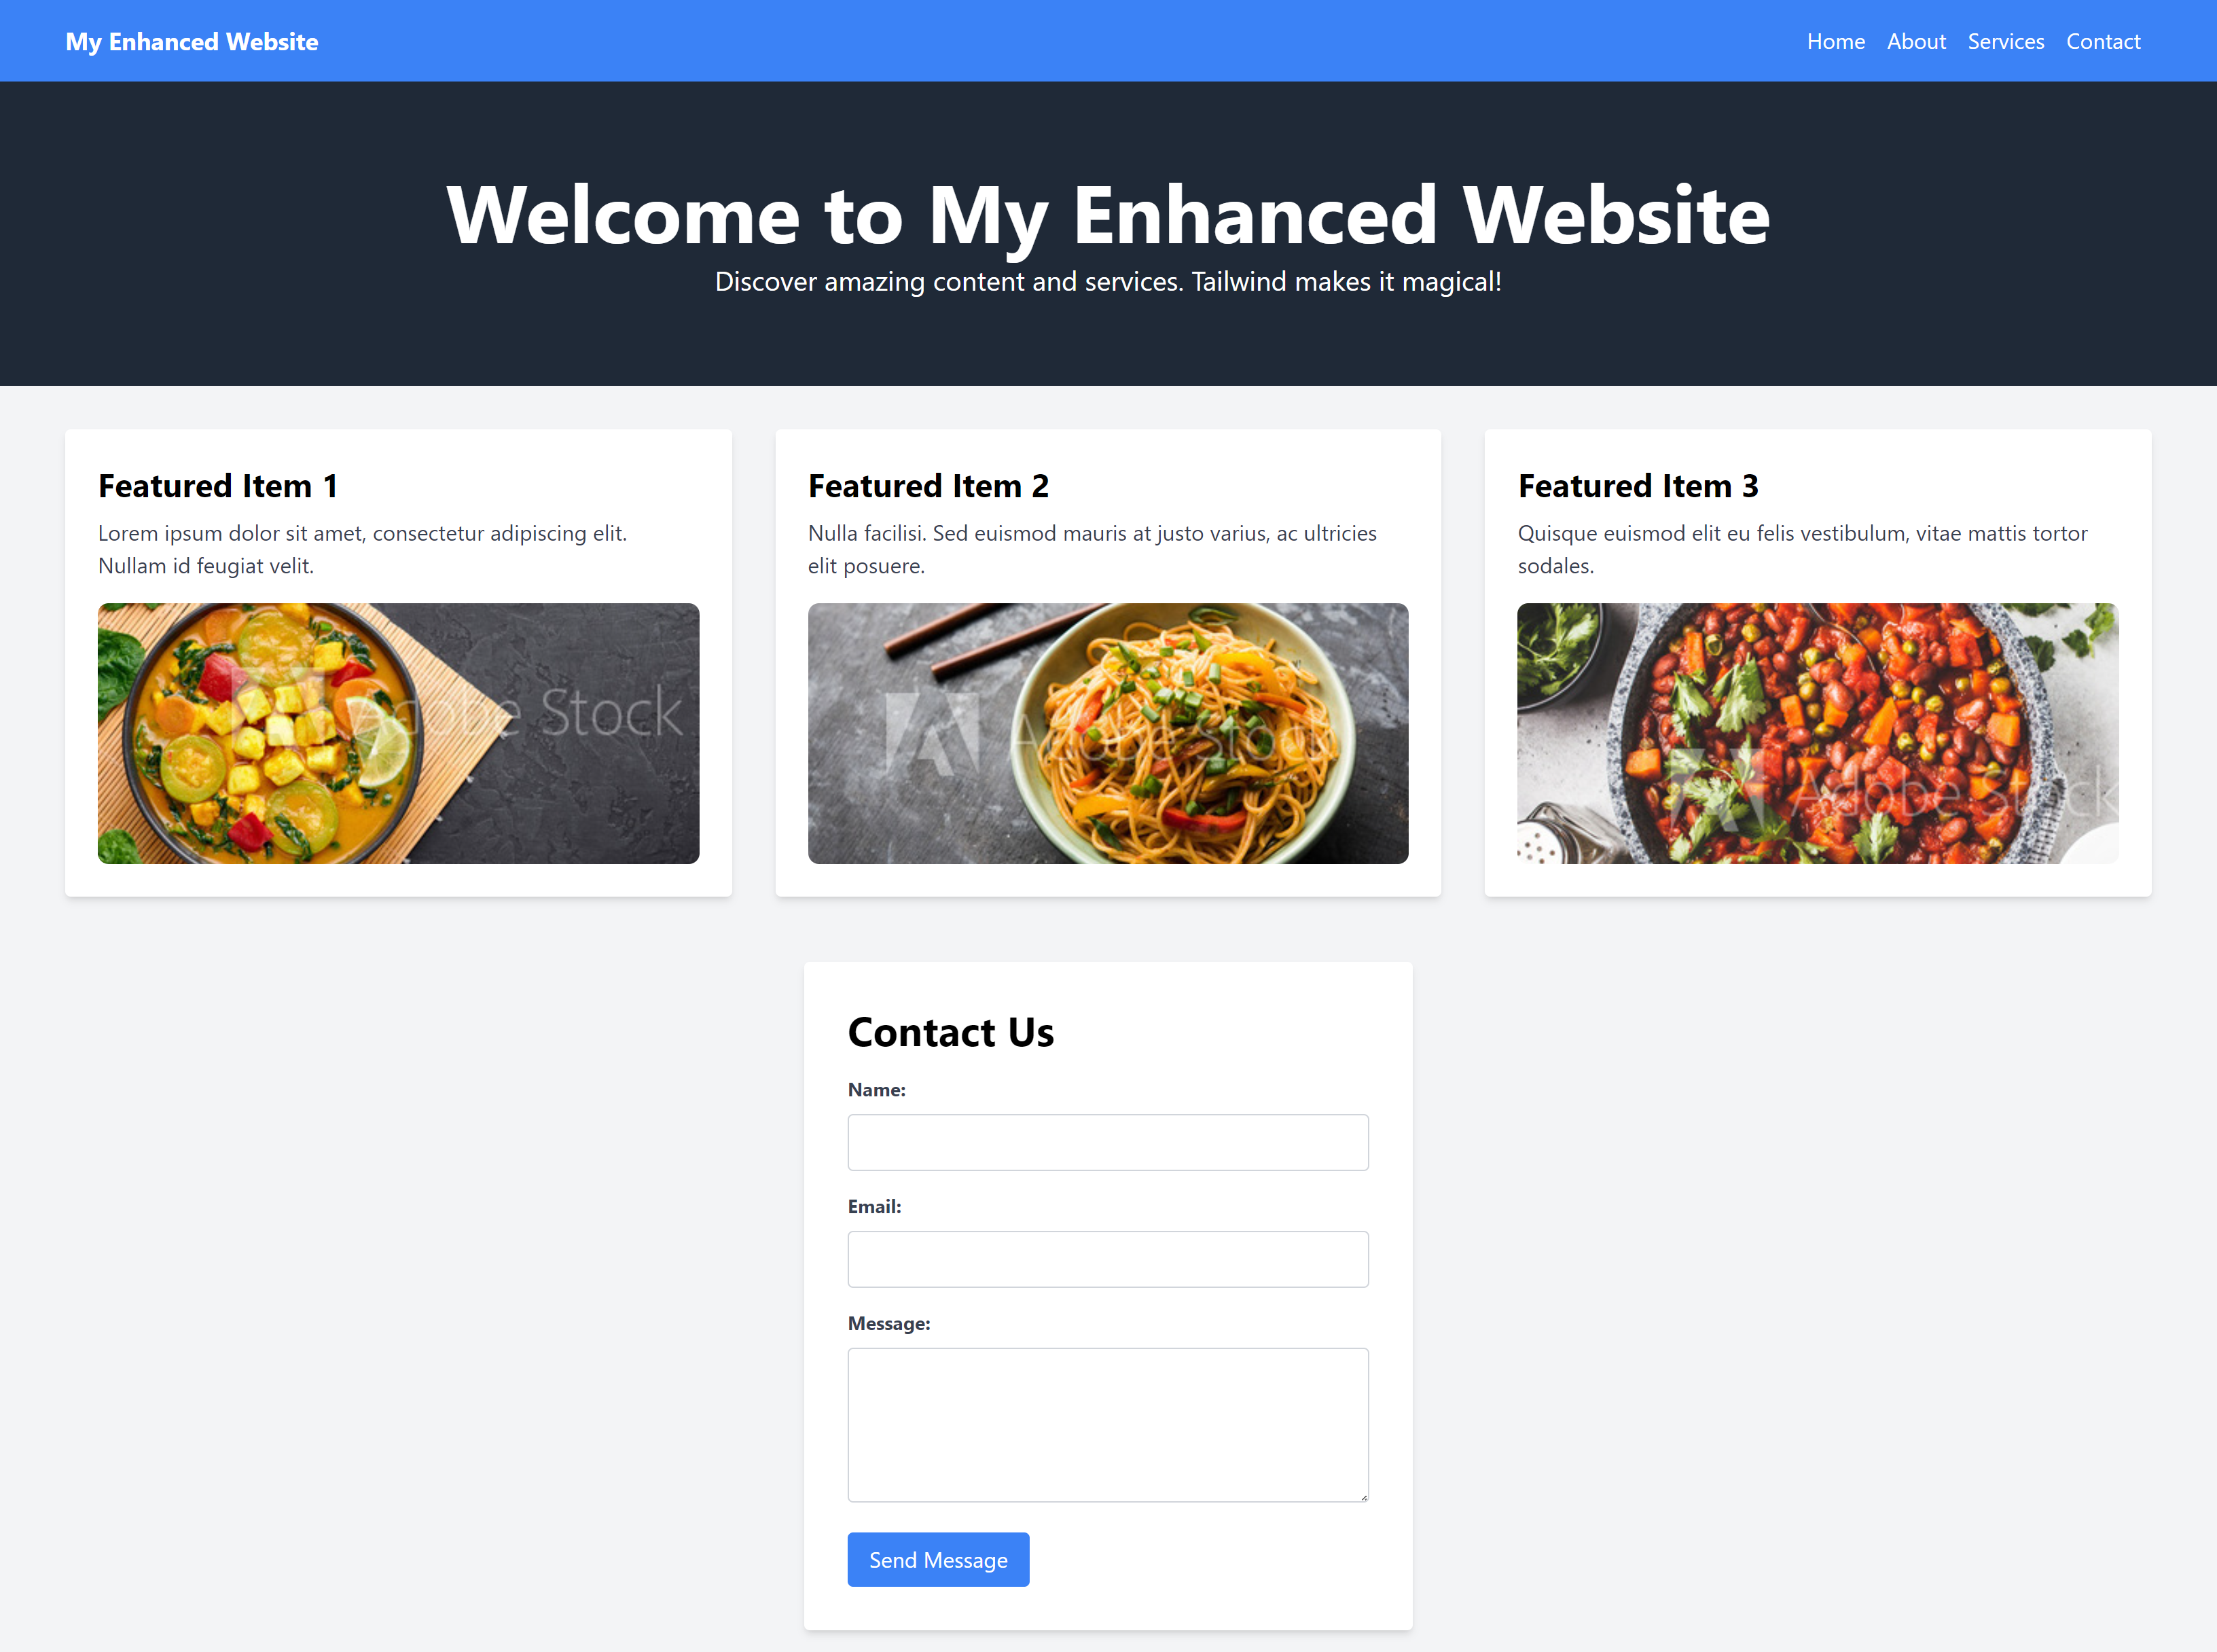 My Enhanced Website
Home About Services Contact
Welcome to My Enhanced Website
Discover amazing content and services. Tailwind makes it magical!
Featured Item 1
Lorem ipsum dolor sit amet, consectetur adipiscing elit.
Nullam id feugiat velit.
Adobe Stock
Featured Item 2
Nulla facilisi. Sed euismod mauris at justo varius, ac ultricies
elit posuere.
Adobe Stock
Featured Item 3
Quisque euismod elit eu felis vestibulum, vitae mattis tortor
sodales.
Adobe Stock
Contact Us
Name:
Email:
Message:
Send Message